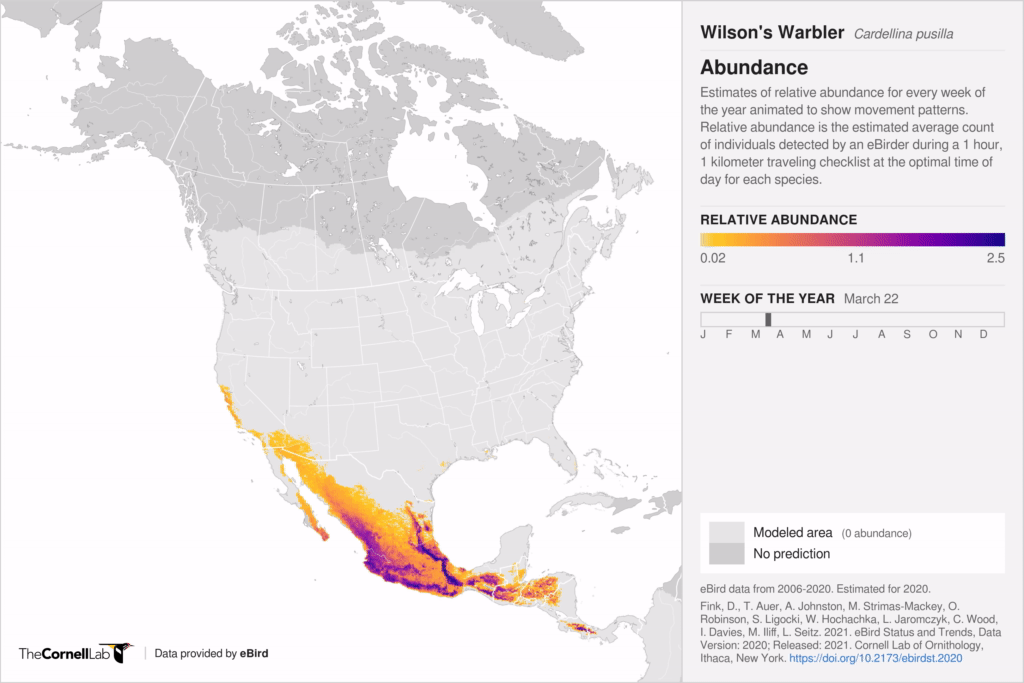 Wilson's Warbler Cardellina pusilla
Abundance
Estimates of relative abundance for every week of
the year animated to show movement patterns.
Relative abundance is the estimated average count
of individuals detected by an eBirder during a 1 hour,
1 kilometer traveling checklist at the optimal time of
day for each species.
RELATIVE ABUNDANCE
0.02 1.1 2.5
WEEK OF THE YEAR March 22
J F M A M J J A S O N D
Modeled area (0 abundance)
No prediction
eBird data from 2006-2020. Estimated for 2020.
Fink, D., T. Auer, A. Johnston, M. Strimas-Mackey, O.
Robinson, S. Ligocki, W. Hochachka, L. Jaromczyk, C. Wood,
I. Davies, M. Iliff, L. Seitz. 2021. eBird Status and Trends, Data
Version: 2020; Released: 2021. Cornell Lab of Ornithology,
Ithaca, New York. https://doi.org/10.2173/ebirdst.2020
TheCornellLab Data provided by eBird